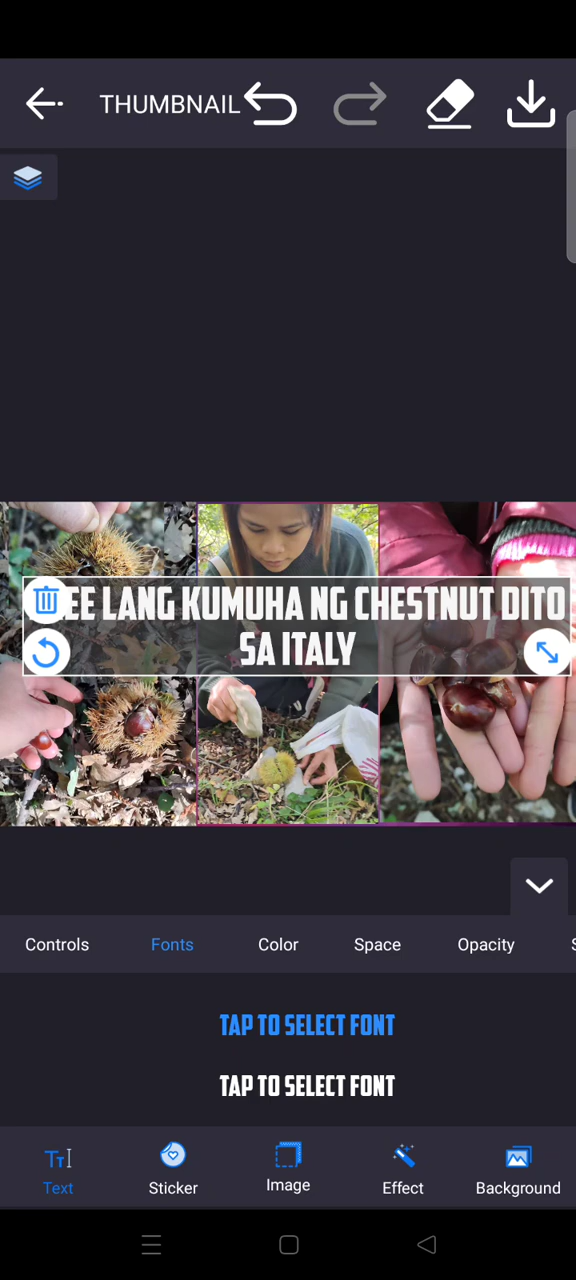 THUMBNAIL
EE LANG KUMUHA NG CHESTNUT DITO
SA ITALY
Controls
Fonts
Color
Space
Opacity
TAP TO SELECT FONT
TAP TO SELECT FONT
Text
Sticker
Image
Effect
Background